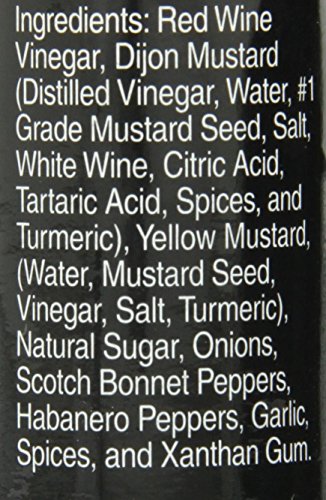 Ingredients: Red Wine
Vinegar, Dijon Mustard
(Distilled Vinegar, Water, #1
Grade Mustard Seed, Salt,
White Wine, Citric Acid,
Tartaric Acid, Spices, and
Turmeric), Yellow Mustard,
(Water, Mustard Seed,
Vinegar, Salt, Turmeric),
Natural Sugar, Onions,
Scotch Bonnet Peppers,
Habanero Peppers, Garlic,
Spices, and Xanthan Gum.